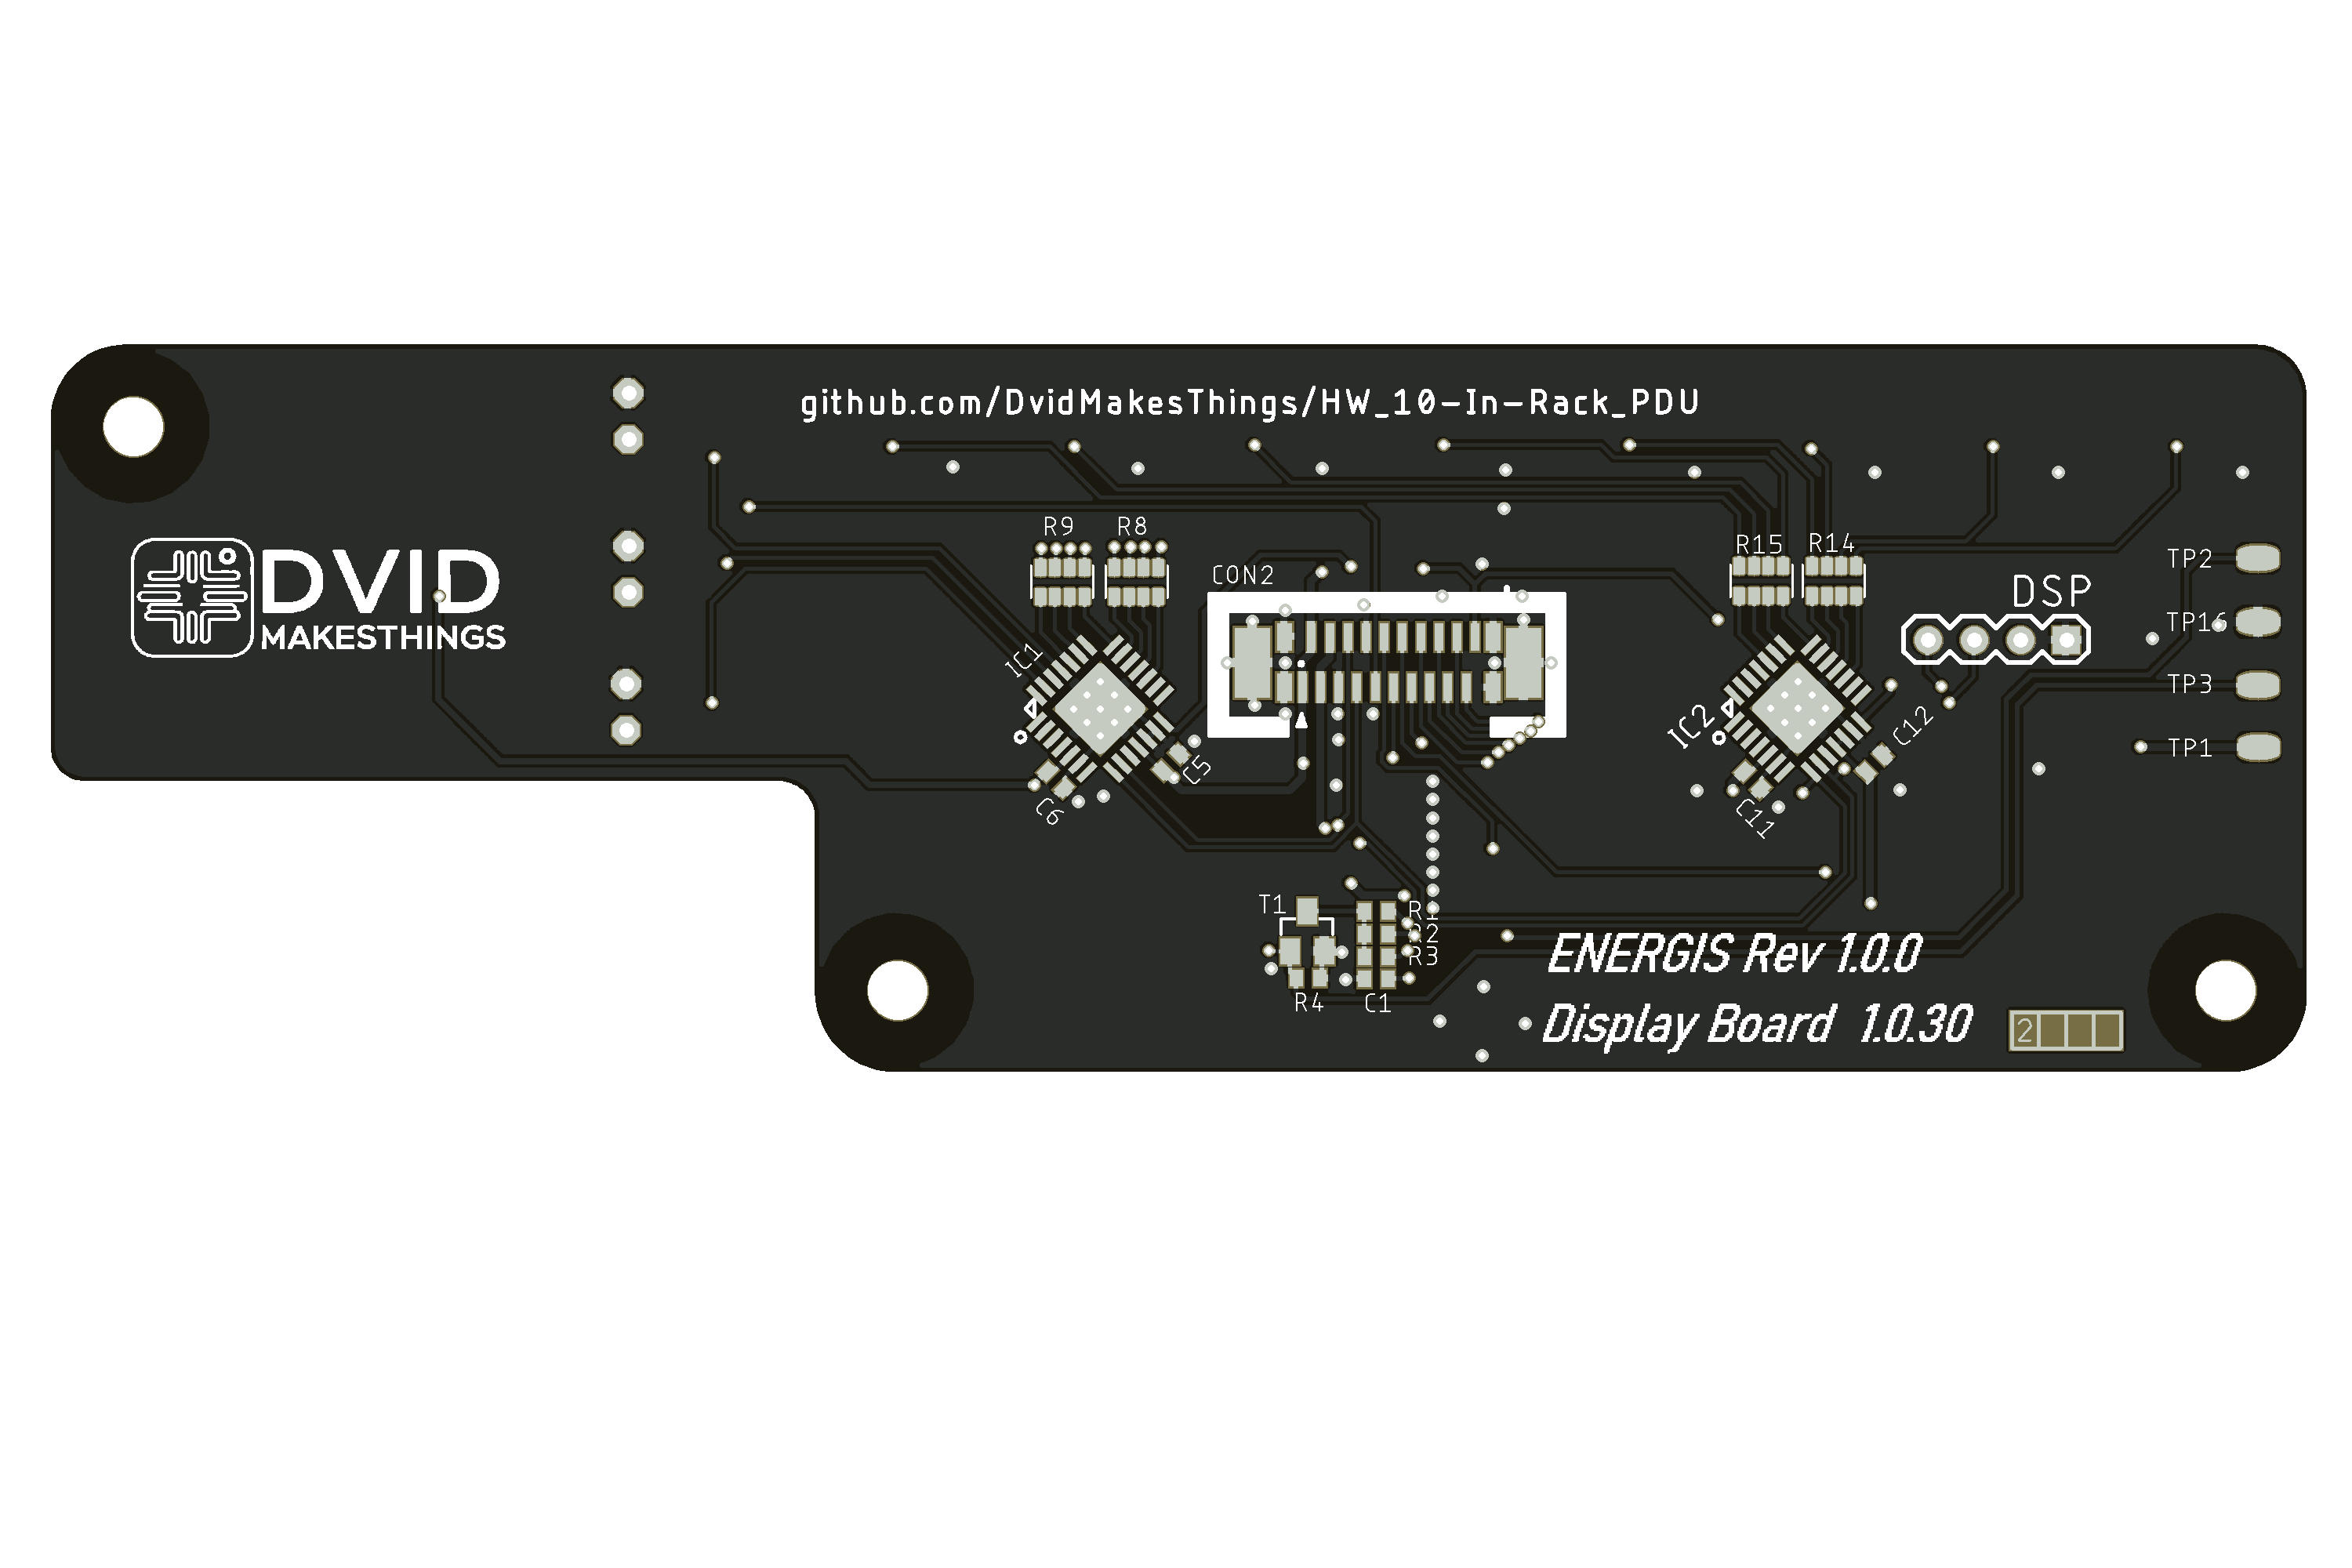 github.com/DvidMakesThings/HW_10-In-Rack_PDU
R9
R8
R15
R14
CON2
TP2
DSP
TP16
DVID
MAKESTHINGS
IC1
TP3
IC2
C12
TP1
C5
C6
C11
T1
R1
R2
R3
ENERGIS Rev 1.0.0
R4
C1
Display Board 1.0.30
2